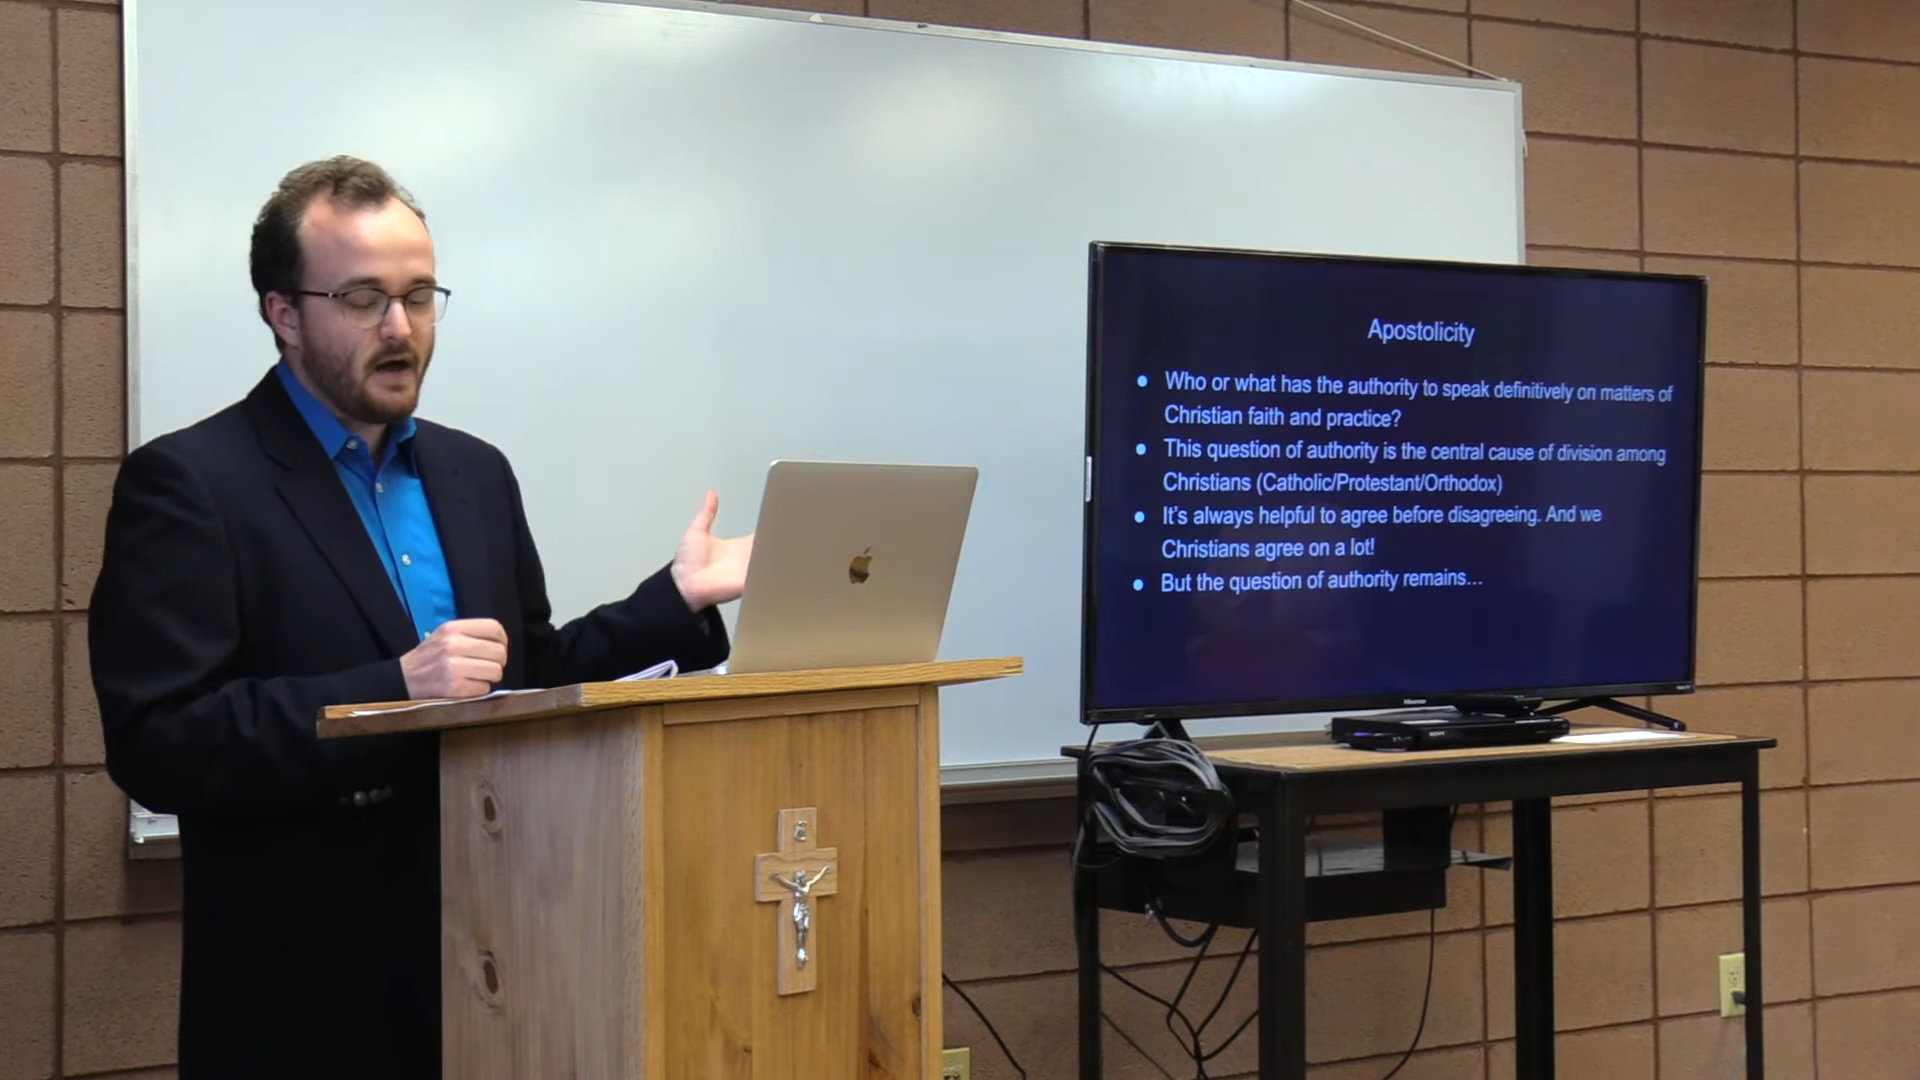 Apostolicity
● Who or what has the authority to speak definitively on matters of
Christian faith and practice?
● This question of authority is the central cause of division among
Christians (Catholic/Protestant/Orthodox)
● It's always helpful to agree before disagreeing. And we
Christians agree on a lot!
● But the question of authority remains…
Hisense
SONY